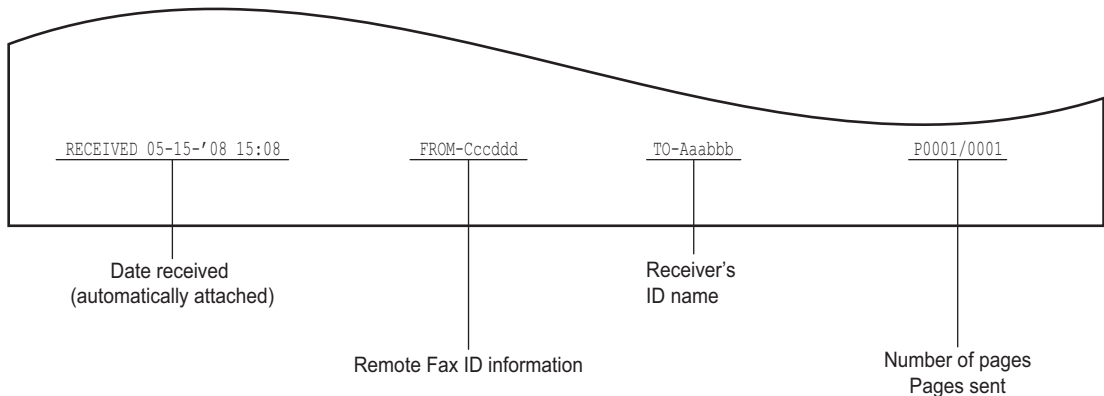 RECEIVED 05-15-'08 15:08 FROM-Cccddd TO-Aaabbb P0001/0001
Date received
(automatically attached)
Receiver's
ID name
Remote Fax ID information
Number of pages
Pages sent